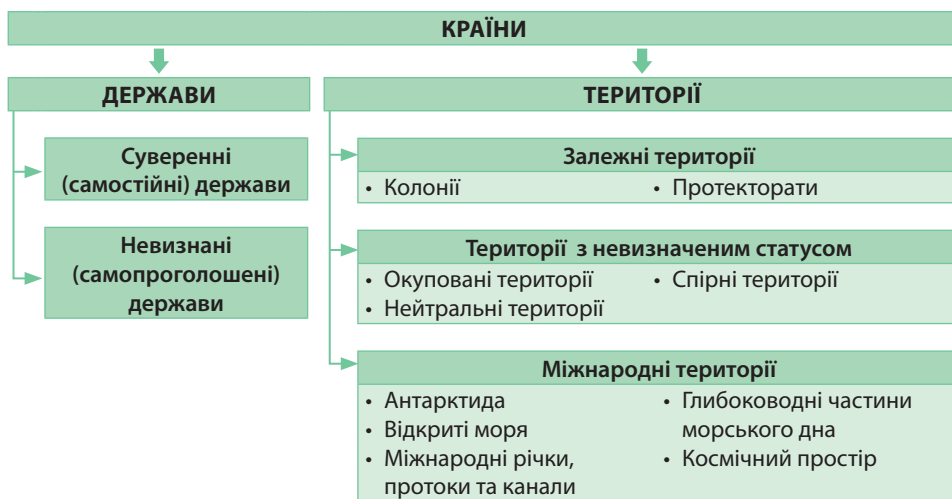 КРАЇНИ
ДЕРЖАВИ
Суверенні
(самостійні) держави
Невизнані
(самопроголошені)
держави
ТЕРИТОРІЇ
Залежні території
• Колонії
• Протекторати
Території з невизначеним статусом
• Окуповані території
• Нейтральні території
• Спірні території
Міжнародні території
• Антарктида
• Відкриті моря
• Міжнародні річки,
протоки та канали
• Глибоководні частини
морського дна
• Космічний простір